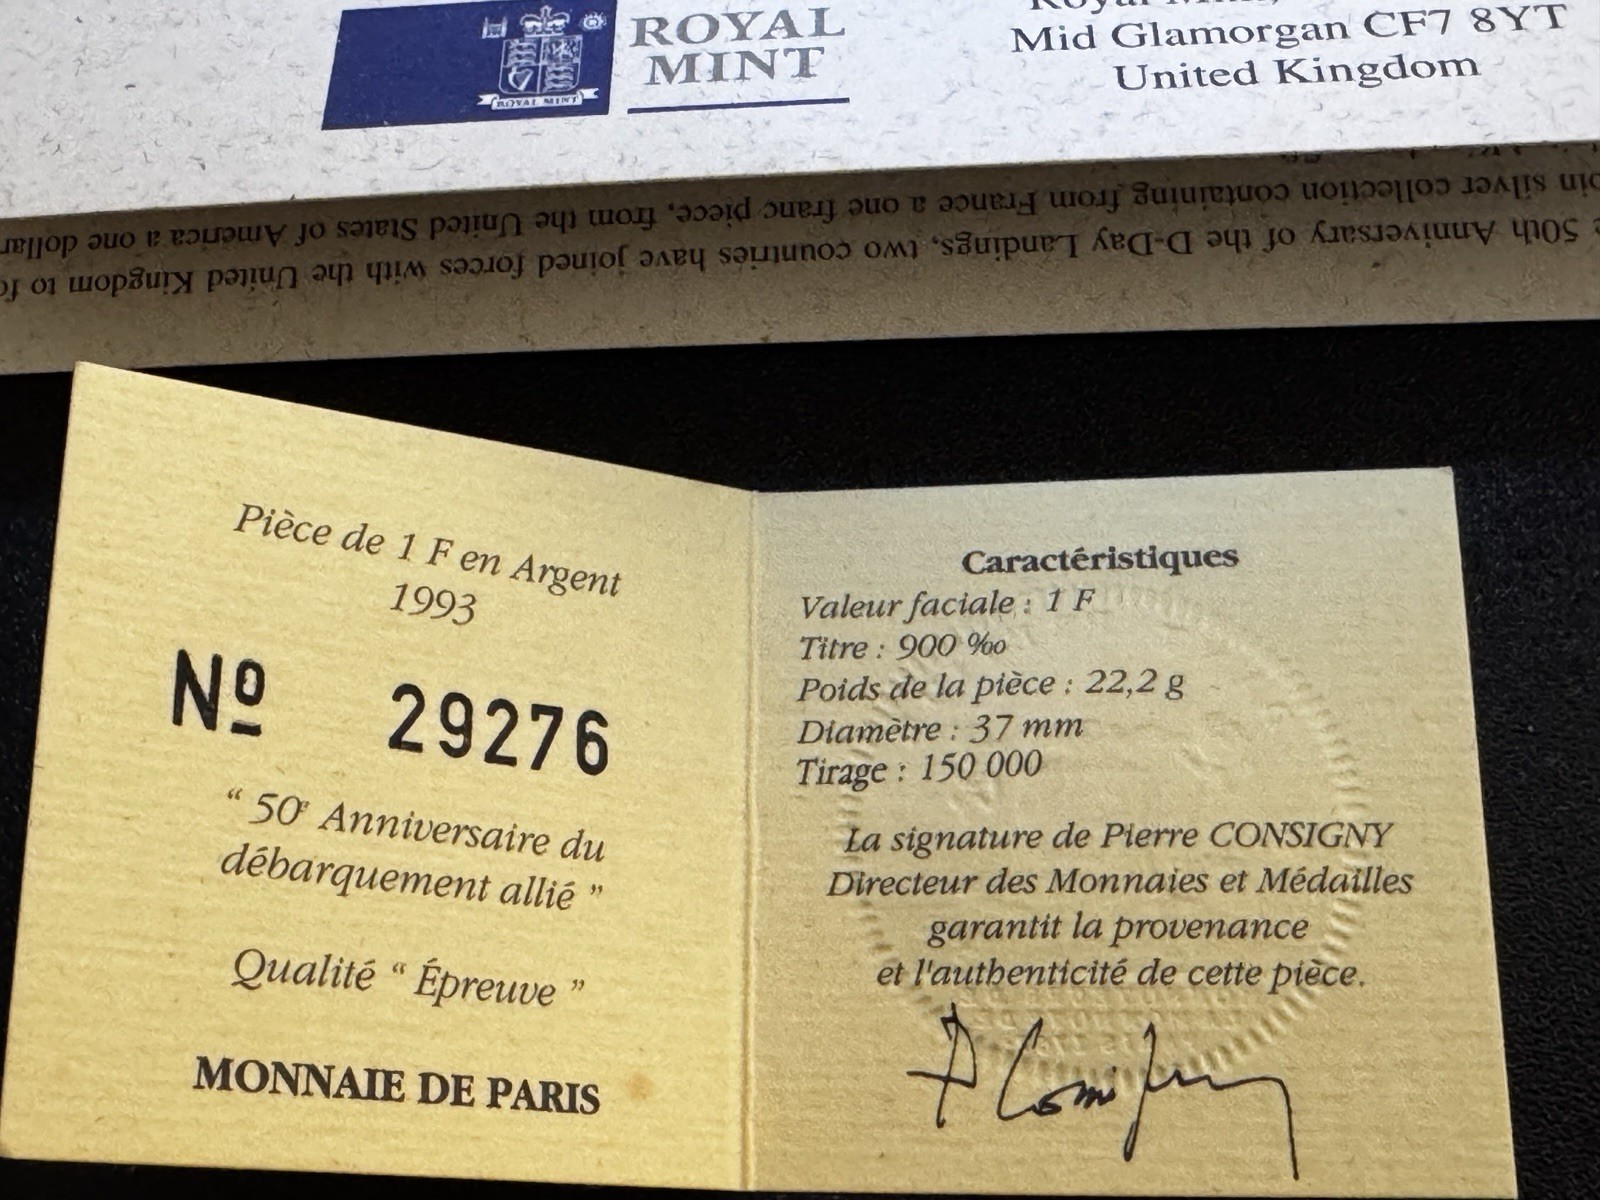 ROYAL
MINT
ROYAL MINT
Mid Glamorgan CF7 8YT
United Kingdom
50th Anniversary of the D-Day Landings, two countries have joined forces with the United Kingdom to
silver collection containing from France a one franc piece, from the United States of America a one dollar
Pièce de 1 F en Argent
1993
Nº 29276
“ 50e Anniversaire du
débarquement allié ”
Qualité “ Épreuve ”
MONNAIE DE PARIS
Caractéristiques
Valeur faciale : 1 F
Titre : 900 ‰
Poids de la pièce : 22,2 g
Diamètre : 37 mm
Tirage : 150 000
La signature de Pierre CONSIGNY
Directeur des Monnaies et Médailles
garantit la provenance
et l'authenticité de cette pièce.